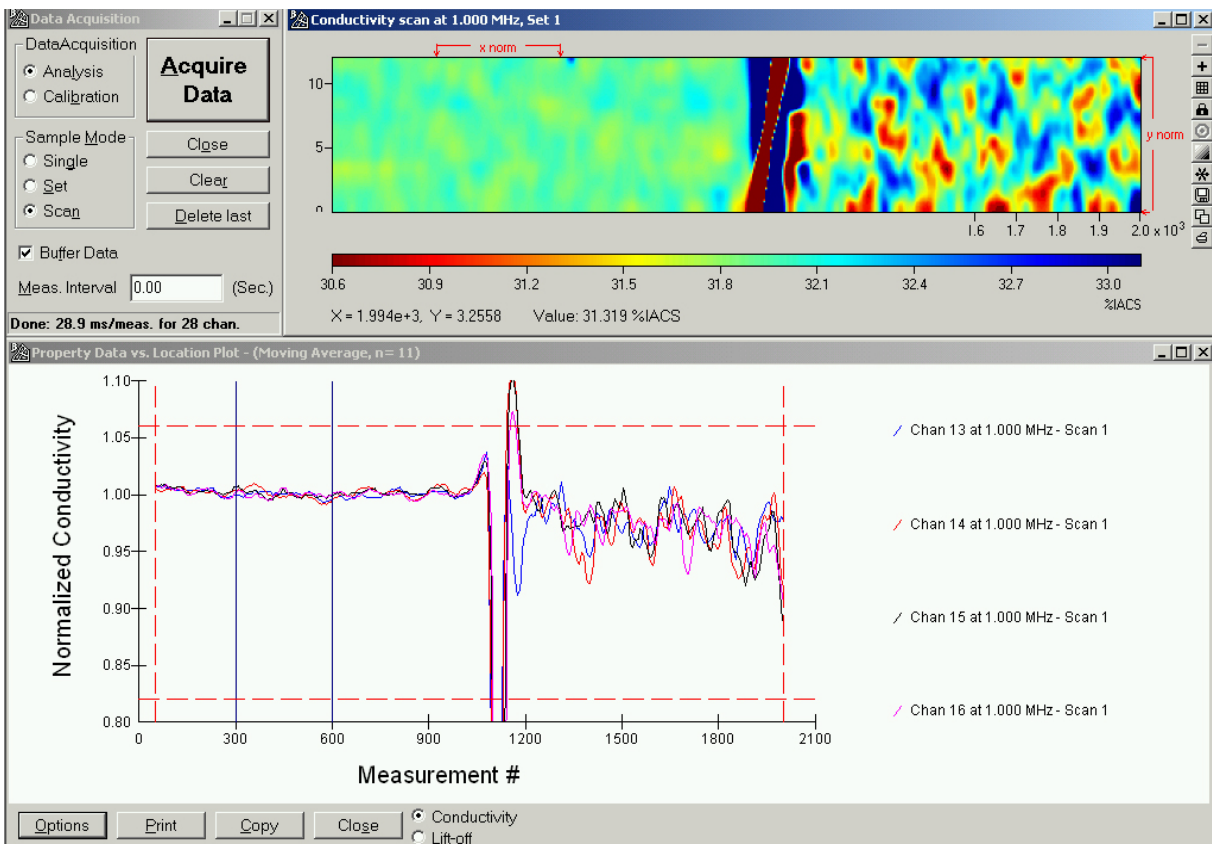 Data Acquisition
DataAcquisition
Analysis
Calibration
Acquire
Data
Sample Mode
Single
Set
Scan
Close
Clear
Delete last
Buffer Data
Meas. Interval 0.00 (Sec.)
Done: 28.9 ms/meas. for 28 chan.
Conductivity scan at 1.000 MHz, Set 1
x norm
10
5
0
y norm
1.6 1.7 1.8 1.9 2.0 x 10³
30.6 30.9 31.2 31.5 31.8 32.1 32.4 32.7 33.0
%IACS
X = 1.994e+3, Y = 3.2558 Value: 31.319 %IACS
Property Data vs. Location Plot - (Moving Average, n= 11)
Normalized Conductivity
1.10
1.05
1.00
0.95
0.90
0.85
0.80
0 300 600 900 1200 1500 1800 2100
Measurement #
Chan 13 at 1.000 MHz - Scan 1
Chan 14 at 1.000 MHz - Scan 1
Chan 15 at 1.000 MHz - Scan 1
Chan 16 at 1.000 MHz - Scan 1
Options Print Copy Close
Conductivity
Lift-off